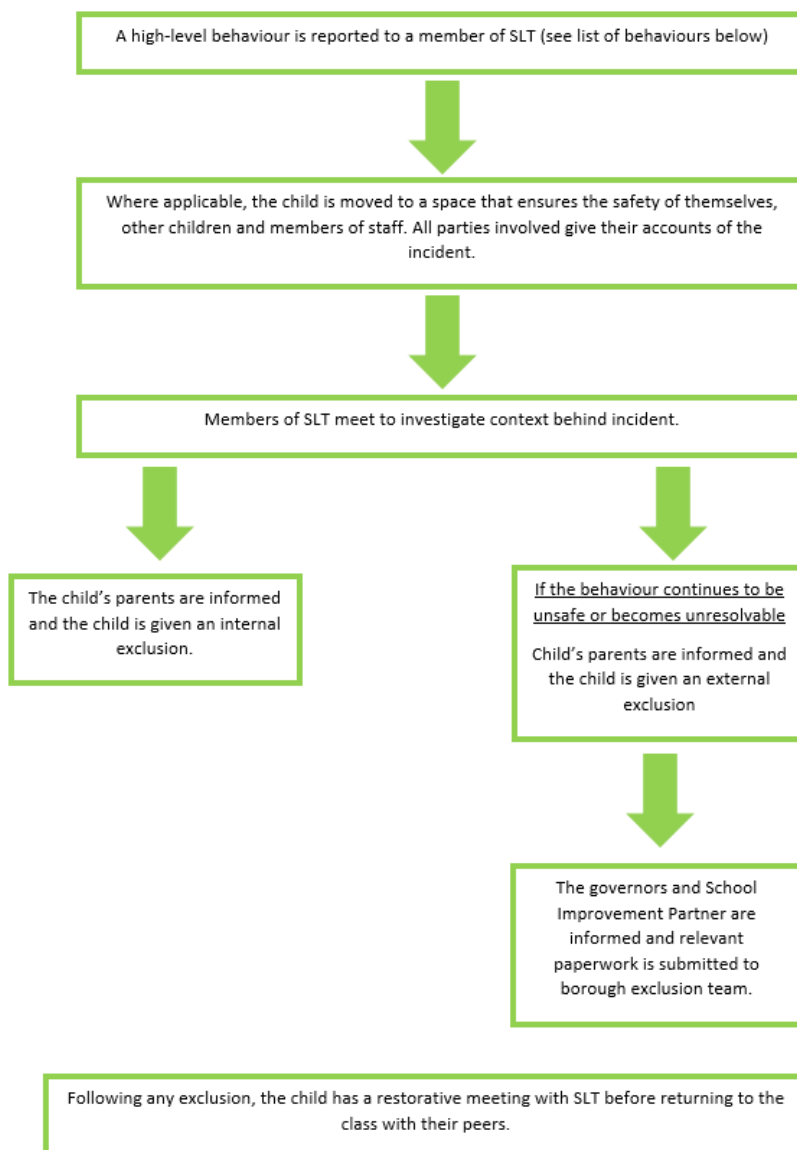 A high-level behaviour is reported to a member of SLT (see list of behaviours below)
Where applicable, the child is moved to a space that ensures the safety of themselves,
other children and members of staff. All parties involved give their accounts of the
incident.
Members of SLT meet to investigate context behind incident.
The child’s parents are informed
and the child is given an internal
exclusion.
If the behaviour continues to be
unsafe or becomes unresolvable
Child’s parents are informed and
the child is given an external
exclusion
The governors and School
Improvement Partner are
informed and relevant
paperwork is submitted to
borough exclusion team.
Following any exclusion, the child has a restorative meeting with SLT before returning to the
class with their peers.